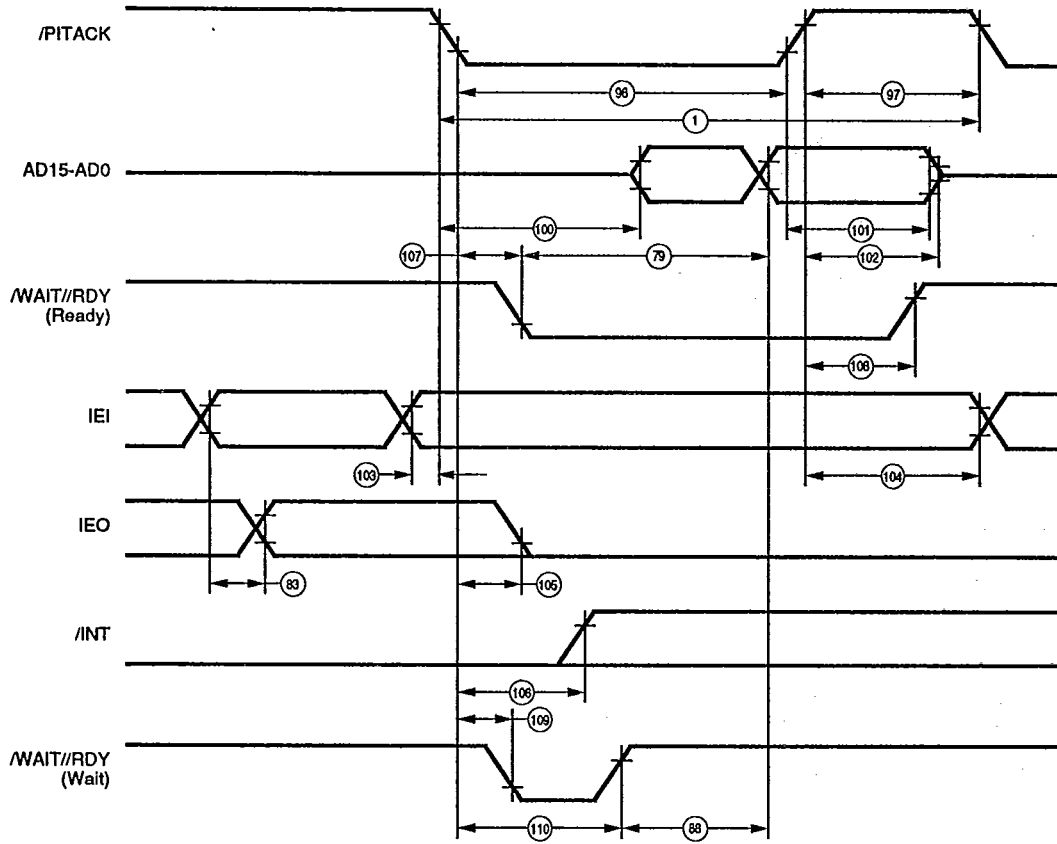 /PITACK
96
97
1
AD15-AD0
100
101
107
79
102
/WAIT//RDY
(Ready)
108
IEI
103
104
IEO
83
105
/INT
106
109
/WAIT//RDY
(Wait)
110
88